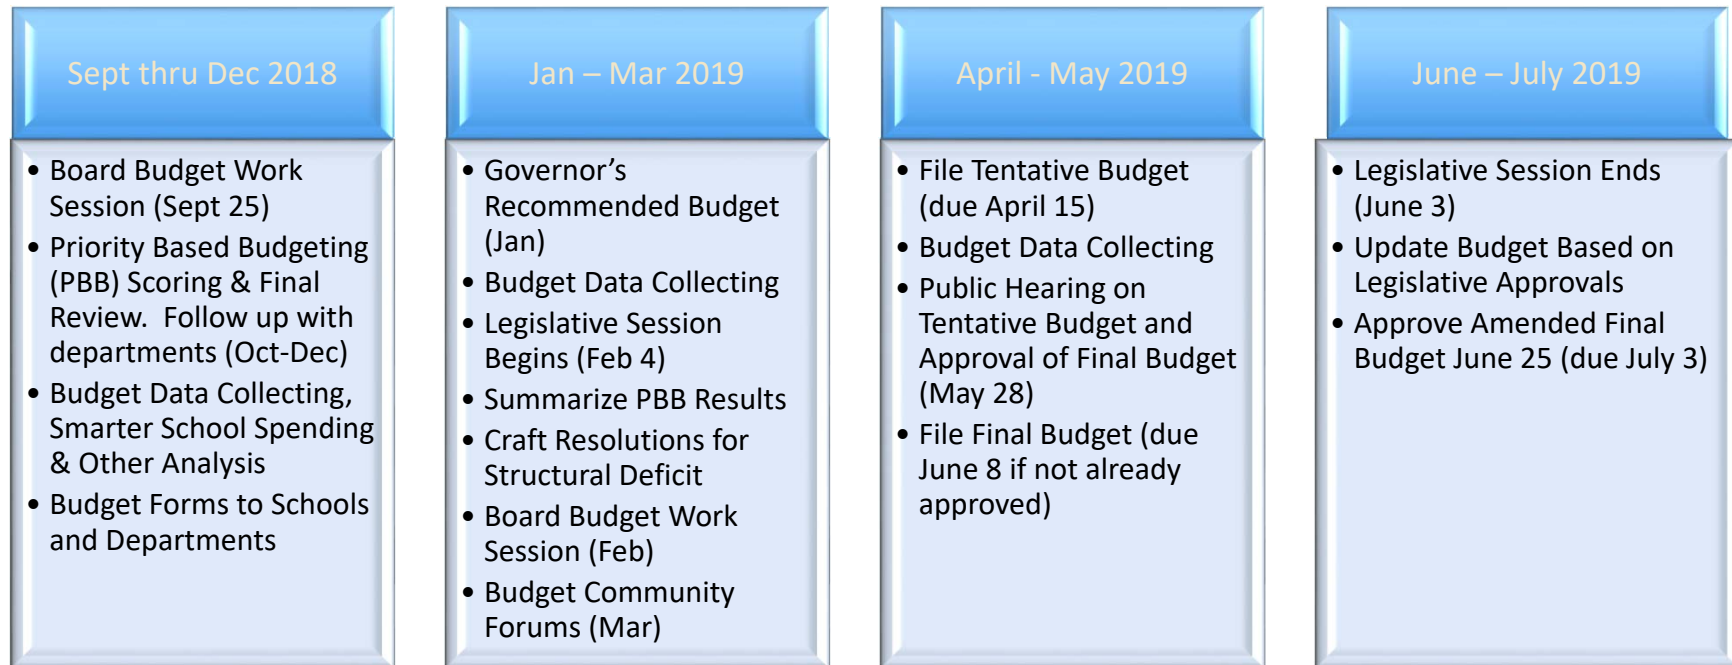 Sept thru Dec 2018
• Board Budget Work
Session (Sept 25)
• Priority Based Budgeting
(PBB) Scoring & Final
Review.  Follow up with
departments (Oct-Dec)
• Budget Data Collecting,
Smarter School Spending
& Other Analysis
• Budget Forms to Schools
and Departments
Jan – Mar 2019
• Governor’s
Recommended Budget
(Jan)
• Budget Data Collecting
• Legislative Session
Begins (Feb 4)
• Summarize PBB Results
• Craft Resolutions for
Structural Deficit
• Board Budget Work
Session (Feb)
• Budget Community
Forums (Mar)
April - May 2019
• File Tentative Budget
(due April 15)
• Budget Data Collecting
• Public Hearing on
Tentative Budget and
Approval of Final Budget
(May 28)
• File Final Budget (due
June 8 if not already
approved)
June – July 2019
• Legislative Session Ends
(June 3)
• Update Budget Based on
Legislative Approvals
• Approve Amended Final
Budget June 25 (due July 3)